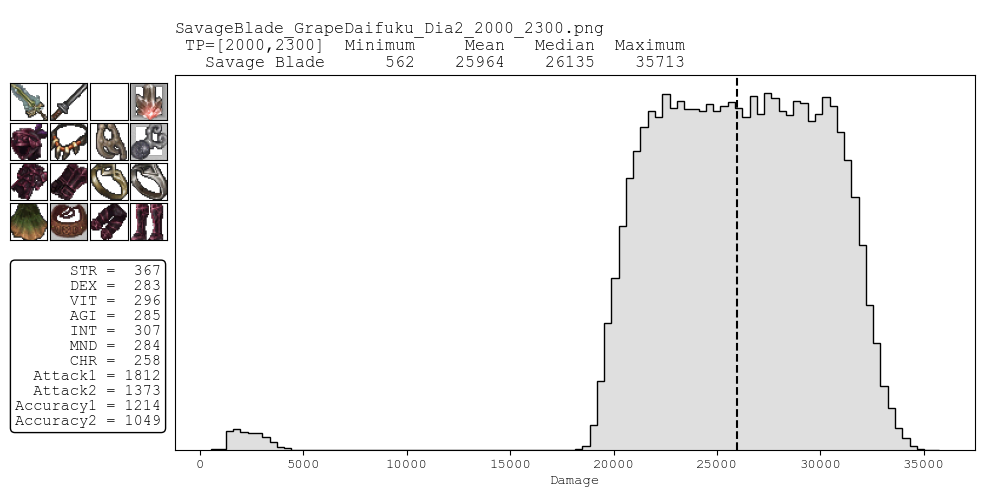 SavageBlade_GrapeDaifuku_Dia2_2000_2300.png
TP=[2000,2300] Minimum Mean Median Maximum
Savage Blade 562 25964 26135 35713
STR = 367
DEX = 283
VIT = 296
AGI = 285
INT = 307
MND = 284
CHR = 258
Attack1 = 1812
Attack2 = 1373
Accuracy1 = 1214
Accuracy2 = 1049
0 5000 10000 15000 20000 25000 30000 35000
Damage